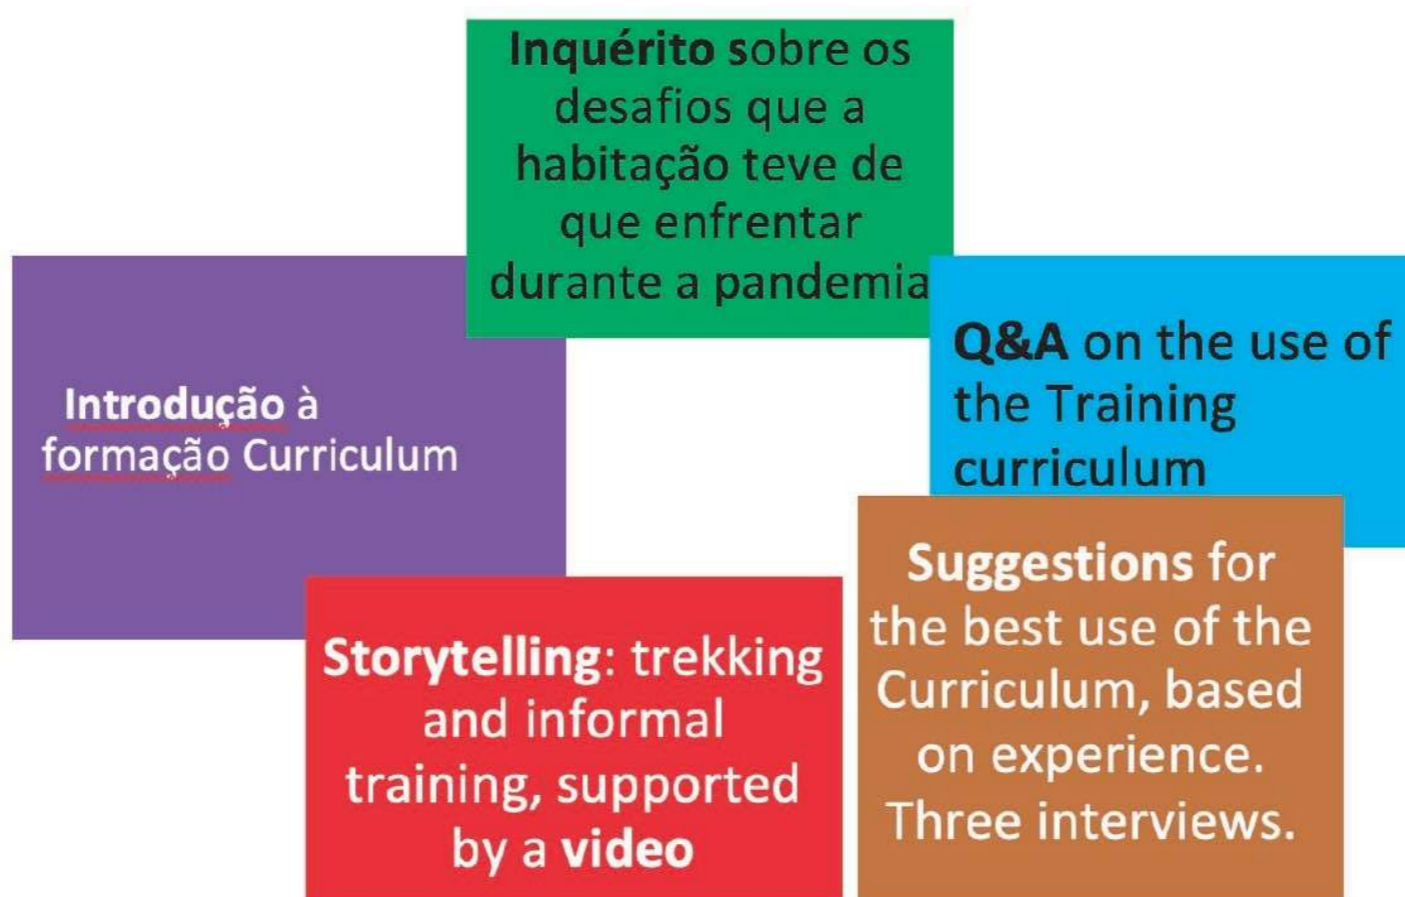 Inquérito sobre os
desafios que a
habitação teve de
que enfrentar
durante a pandemia
Introdução à
formação Curriculum
Q&A on the use of
the Training
curriculum
Storytelling: trekking
and informal
training, supported
by a video
Suggestions for
the best use of the
Curriculum, based
on experience.
Three interviews.